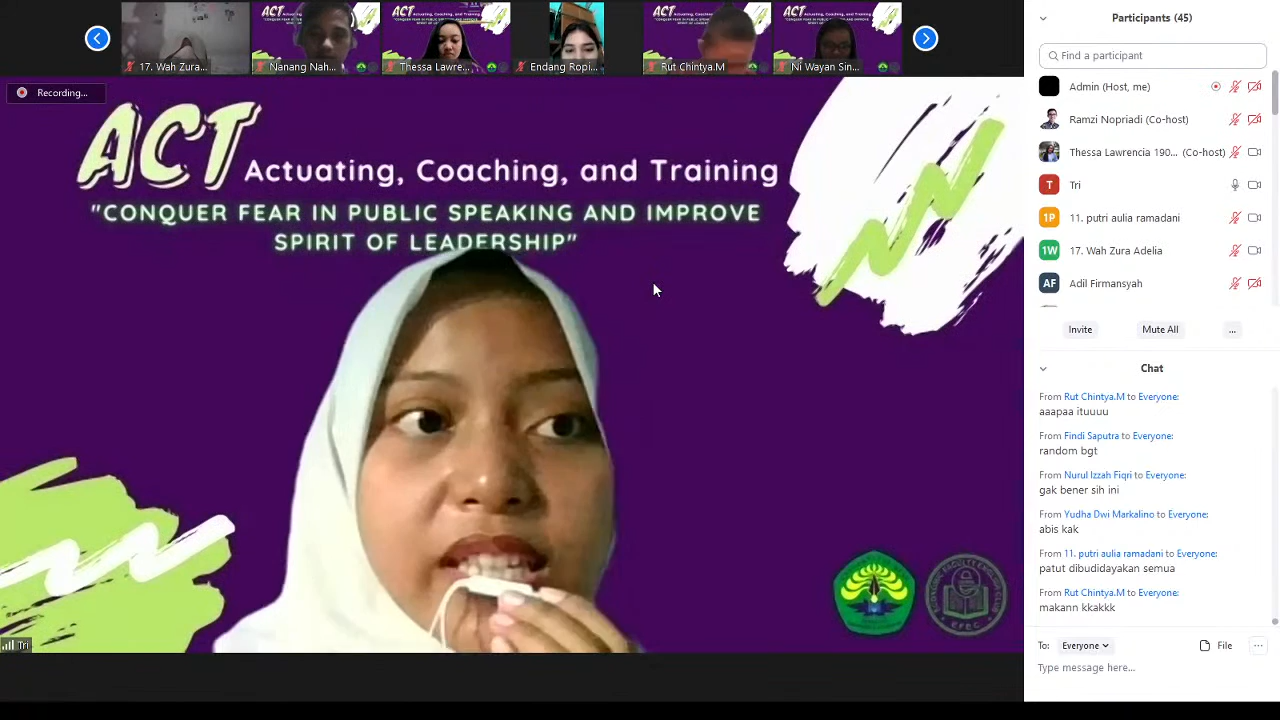 17. Wah Zura...
Nanang Nah...
Thessa Lawre...
Endang Ropi...
Rut Chintya.M
Ni Wayan Sin...
Recording...
ACT Actuating, Coaching, and Training
"CONQUER FEAR IN PUBLIC SPEAKING AND IMPROVE
SPIRIT OF LEADERSHIP"
EFEC
Tri
Participants (45)
Find a participant
Admin (Host, me)
Ramzi Nopriadi (Co-host)
Thessa Lawrencia 190... (Co-host)
T Tri
1P 11. putri aulia ramadani
1W 17. Wah Zura Adelia
AF Adil Firmansyah
Invite Mute All ...
Chat
From Rut Chintya.M to Everyone:
aaapaa ituuuu
From Findi Saputra to Everyone:
random bgt
From Nurul Izzah Fiqri to Everyone:
gak bener sih ini
From Yudha Dwi Markalino to Everyone:
abis kak
From 11. putri aulia ramadani to Everyone:
patut dibudidayakan semua
From Rut Chintya.M to Everyone:
makann kkakkk
To: Everyone File ...
Type message here...